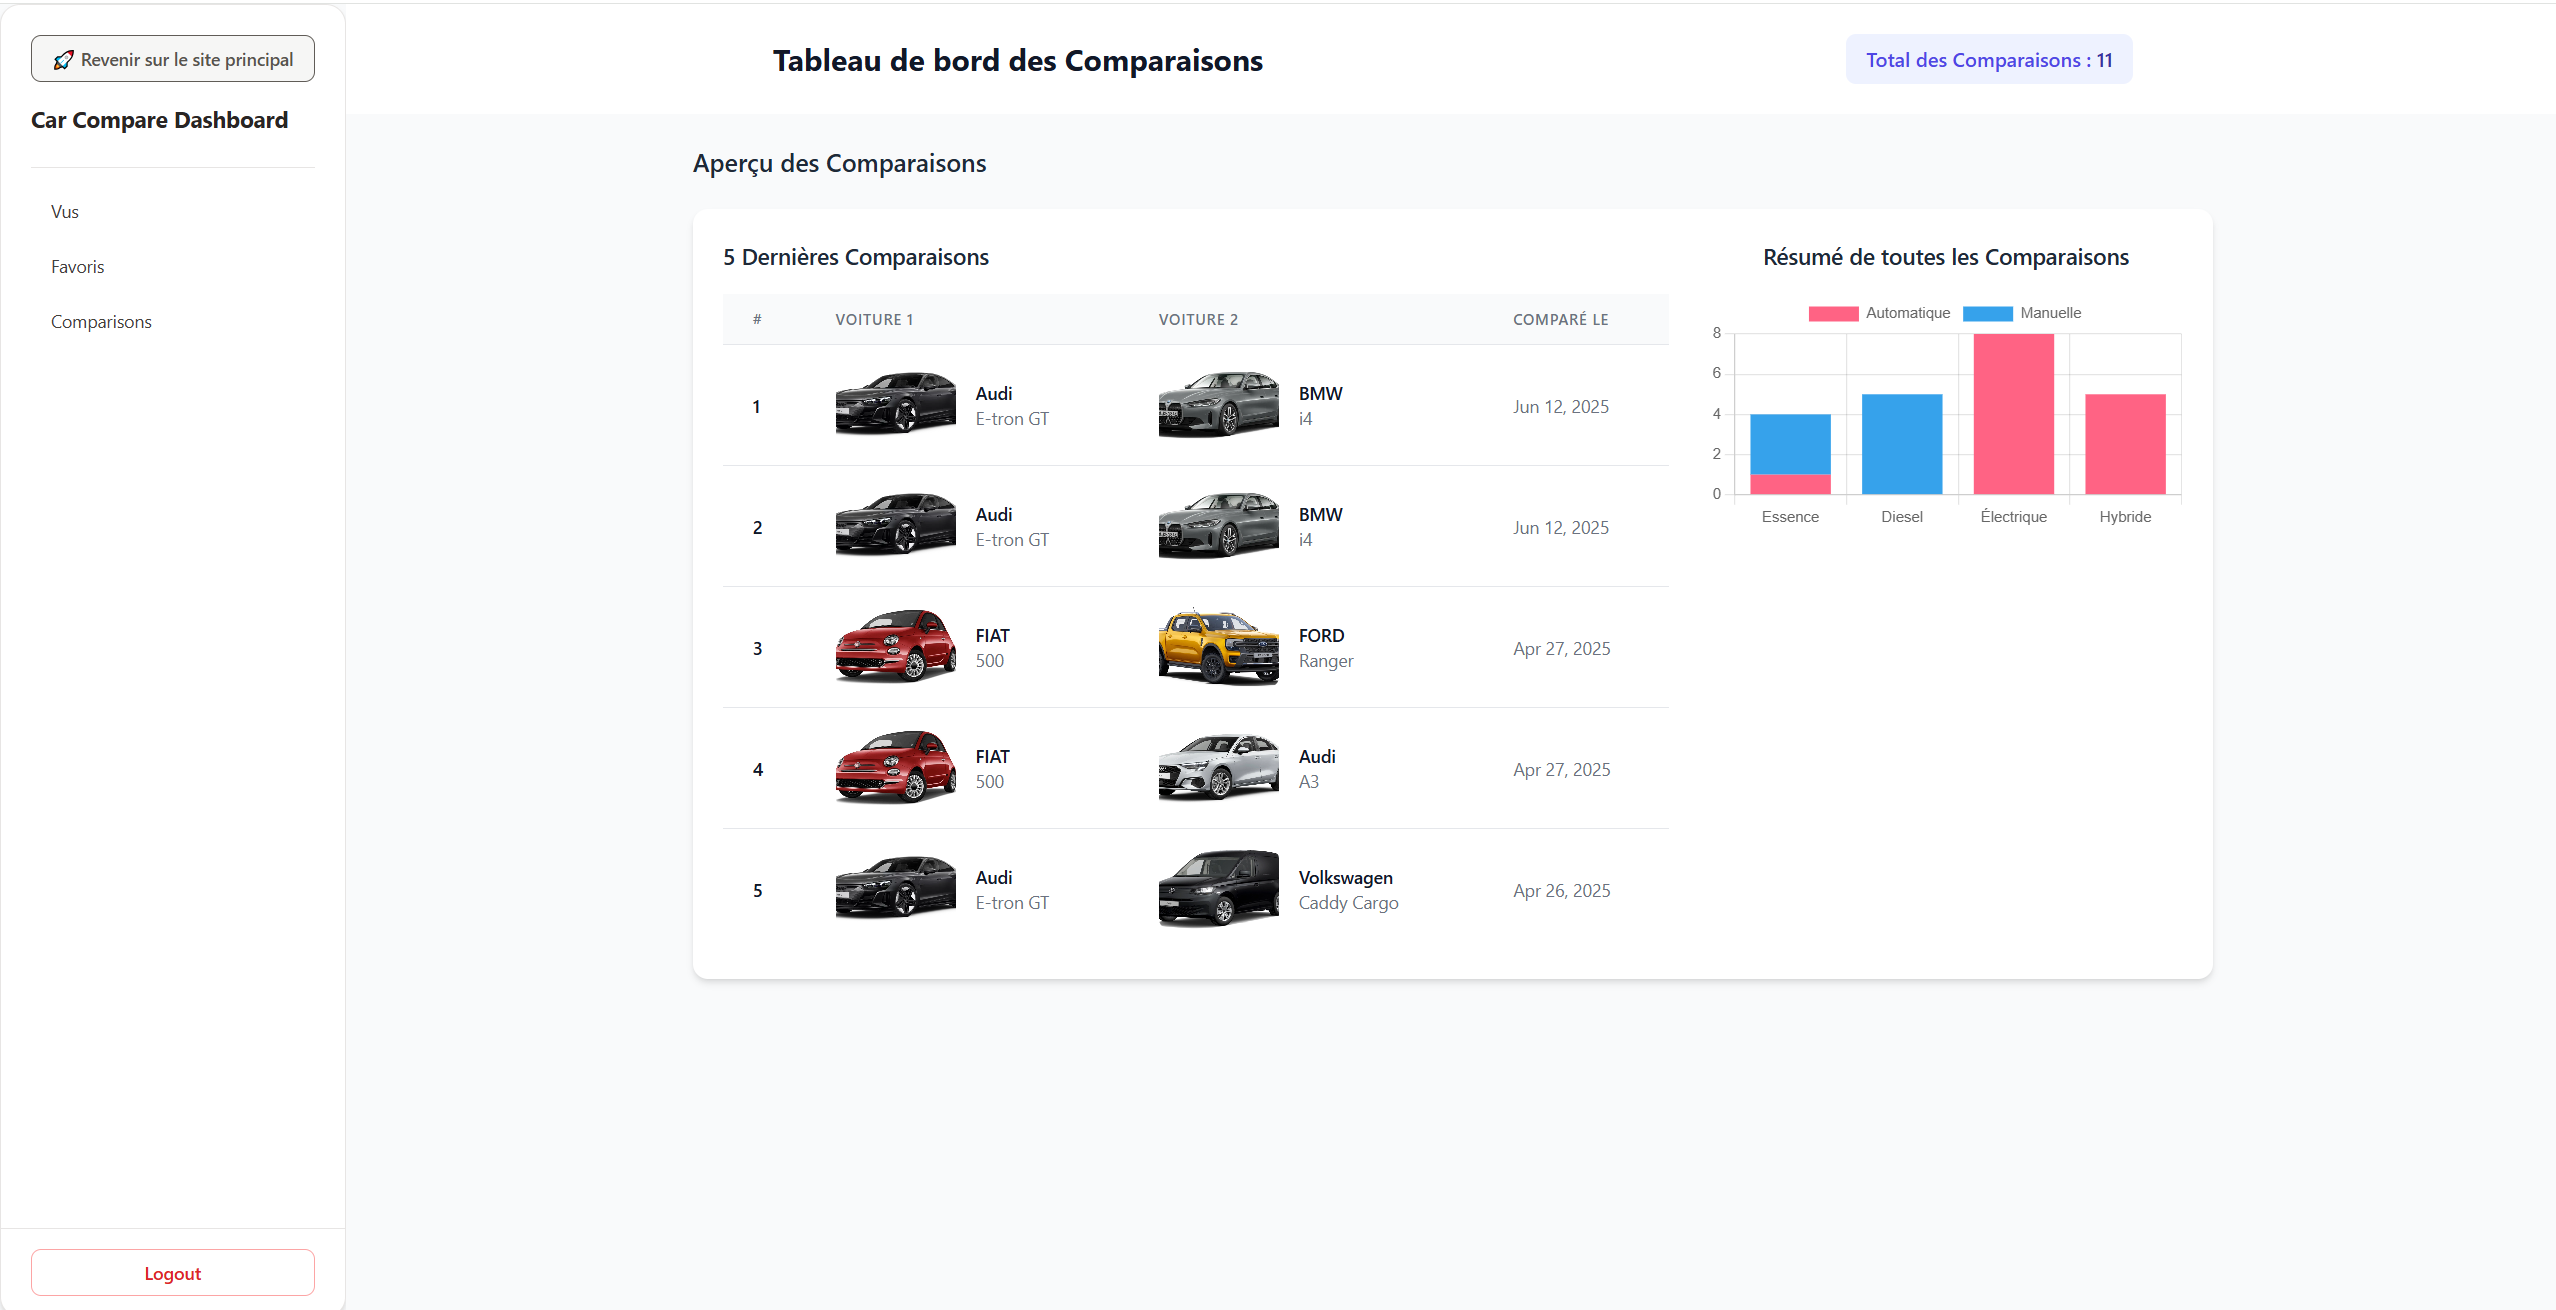 🚀 Revenir sur le site principal
Car Compare Dashboard
Vus
Favoris
Comparisons
Logout
Tableau de bord des Comparaisons
Total des Comparaisons : 11
Aperçu des Comparaisons
5 Dernières Comparaisons
# VOITURE 1 VOITURE 2 COMPARÉ LE
1 Audi E-tron GT BMW i4 Jun 12, 2025
2 Audi E-tron GT BMW i4 Jun 12, 2025
3 FIAT 500 FORD Ranger Apr 27, 2025
4 FIAT 500 Audi A3 Apr 27, 2025
5 Audi E-tron GT Volkswagen Caddy Cargo Apr 26, 2025
Résumé de toutes les Comparaisons
Automatique Manuelle
8
6
4
2
0
Essence Diesel Électrique Hybride